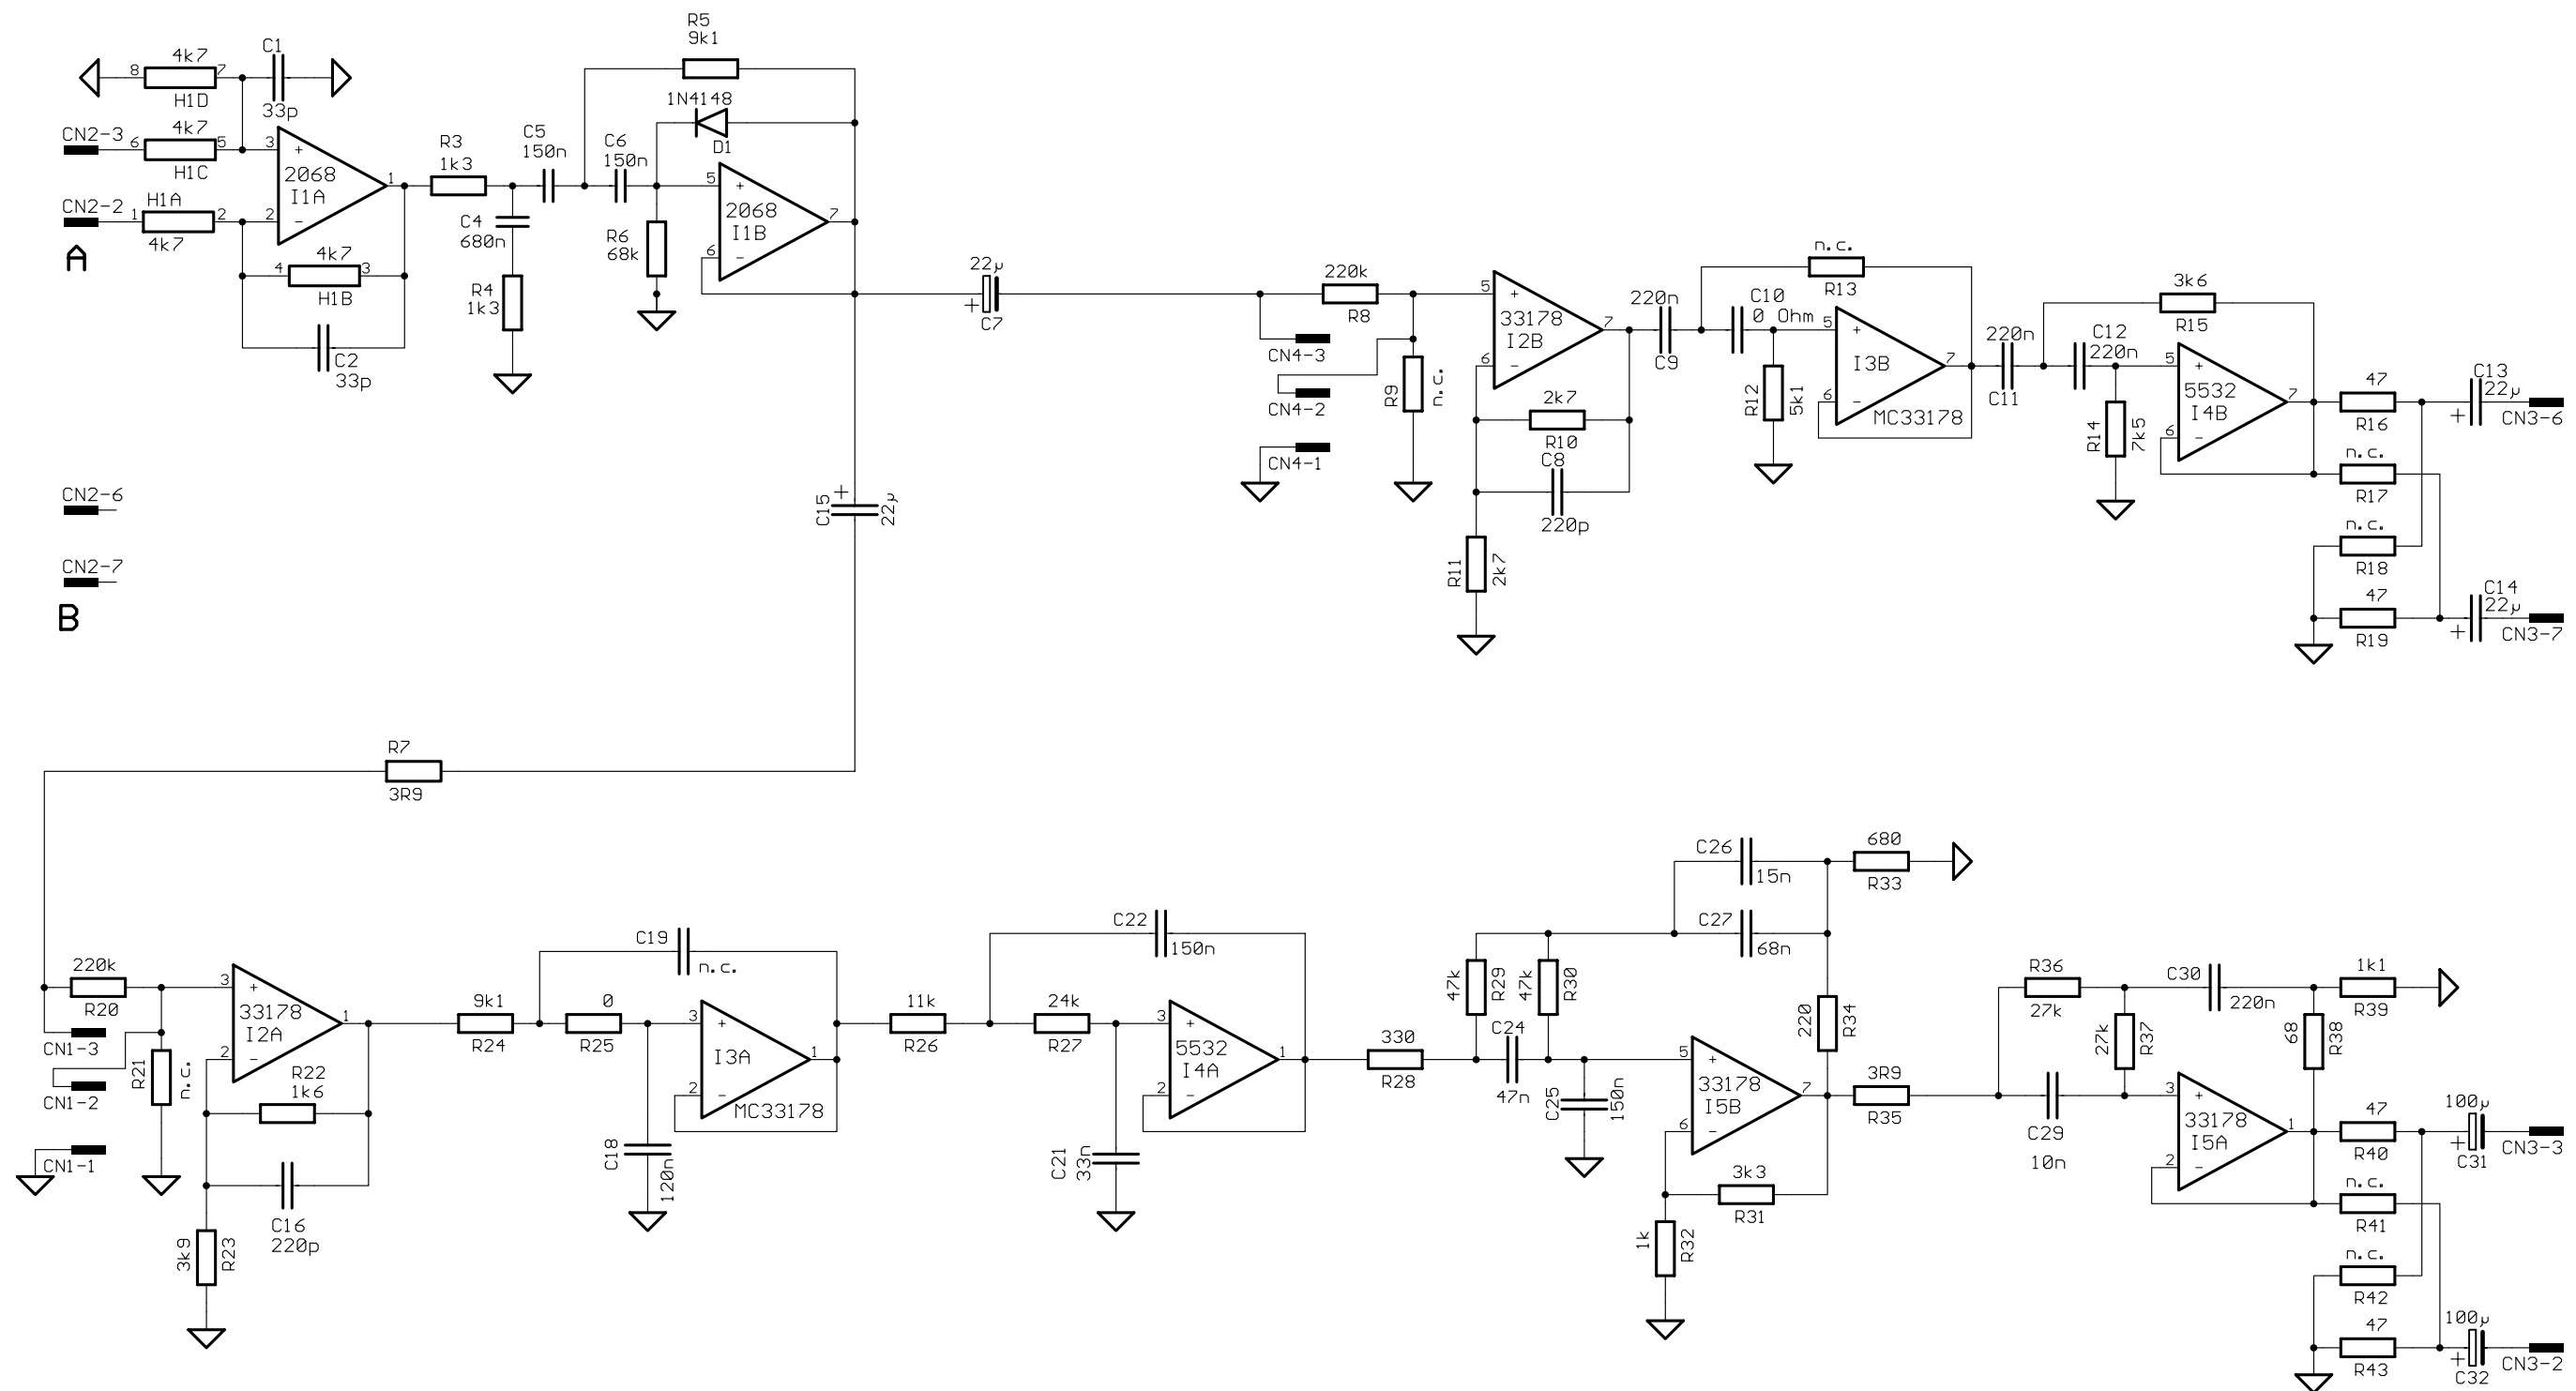 R5
9k1
4k7
C1
8
7
H1D
33p
1N4148
D1
CN2-3
4k7
6
5
3
+
H1C
2068
I1A
1
R3
1k3
C5
150n
C6
150n
CN2-2
H1A
1
2
2
-
4k7
A
C4
680n
R6
68k
5
+
2068
I1B
7
6
-
4k7
4
3
H1B
R4
1k3
C2
33p
22µ
+
C7
220k
R8
CN4-3
CN4-2
CN4-1
R9
n.c.
5
+
33178
I2B
7
6
-
2k7
R10
C8
220p
R11
2k7
220n
C9
C10
0 Ohm
n.c.
R13
R12
5k1
5
+
I3B
7
6
-
MC33178
220n
C11
C12
220n
3k6
R15
R14
7k5
5
+
5532
I4B
7
6
-
47
R16
n.c.
R17
n.c.
R18
47
R19
C13
22µ
+
CN3-6
C14
22µ
+
CN3-7
CN2-6
CN2-7
B
C15
+
22µ
R7
3R9
220k
R20
CN1-3
CN1-2
CN1-1
R21
n.c.
3
+
33178
I2A
1
2
-
R22
1k6
C16
220p
3k9
R23
9k1
R24
0
R25
C19
n.c.
C18
120n
3
+
I3A
1
2
-
MC33178
11k
R26
24k
R27
C22
150n
C21
33n
3
+
5532
I4A
1
2
-
330
R28
47k
R29
47k
R30
C24
47n
C25
150n
C26
15n
C27
68n
680
R33
220
R34
5
+
33178
I5B
7
6
-
3k3
R31
1k
R32
3R9
R35
R36
27k
27k
R37
C29
10n
C30
220n
1k1
R39
68
R38
3
+
33178
I5A
1
2
-
47
R40
n.c.
R41
n.c.
R42
47
R43
100µ
+
C31
CN3-3
100µ
+
C32
CN3-2